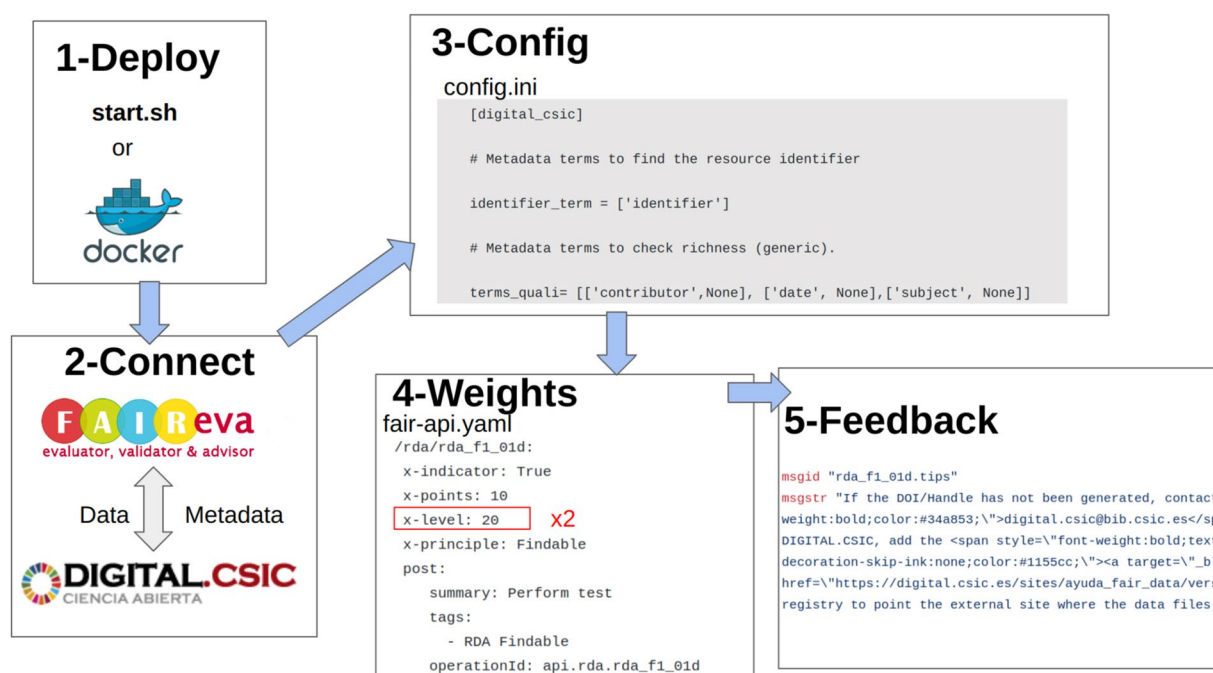 1-Deploy
start.sh
or
docker
2-Connect
FAIReva
evaluator, validator & advisor
Data Metadata
DIGITAL.CSIC
CIENCIA ABIERTA
3-Config
config.ini
[digital_csic]
# Metadata terms to find the resource identifier
identifier_term = ['identifier']
# Metadata terms to check richness (generic).
terms_quali= [['contributor',None], ['date', None],['subject', None]]
4-Weights
fair-api.yaml
/rda/rda_f1_01d:
x-indicator: True
x-points: 10
x-level: 20 x2
x-principle: Findable
post:
summary: Perform test
tags:
- RDA Findable
operationId: api.rda.rda_f1_01d
5-Feedback
msgid "rda_f1_01d.tips"
msgstr "If the DOI/Handle has not been generated, contact
weight:bold;color:#34a853;\">digital.csic@bib.csic.es</sp
DIGITAL.CSIC, add the <span style=\"font-weight:bold;text
decoration-skip-ink:none;color:#1155cc;\"><a target=\"_bl
href=\"https://digital.csic.es/sites/ayuda_fair_data/vers
registry to point the external site where the data files